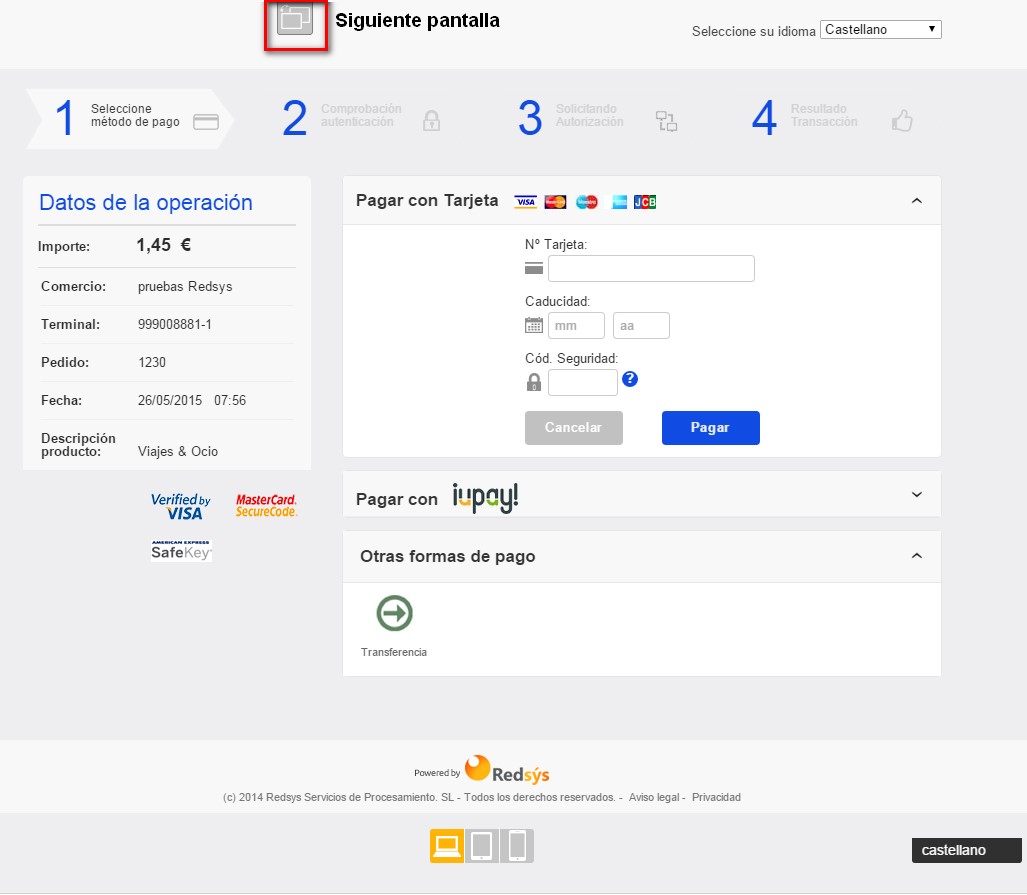 Siguiente pantalla
Seleccione su idioma Castellano
1 Seleccione
método de pago
2 Comprobación
autenticación
3 Solicitando
Autorización
4 Resultado
Transacción
Datos de la operación
Importe: 1,45 €
Comercio: pruebas Redsys
Terminal: 999008881-1
Pedido: 1230
Fecha: 26/05/2015 07:56
Descripción
producto: Viajes & Ocio
Verified by
VISA
MasterCard.
SecureCode.
AMERICAN EXPRESS
SafeKey
Pagar con Tarjeta VISA MasterCard Maestro JCB
Nº Tarjeta:
Caducidad:
mm aa
Cód. Seguridad:
?
Cancelar Pagar
Pagar con iupay!
Otras formas de pago
Transferencia
Powered by Redsýs
(c) 2014 Redsys Servicios de Procesamiento. SL - Todos los derechos reservados. - Aviso legal - Privacidad
castellano